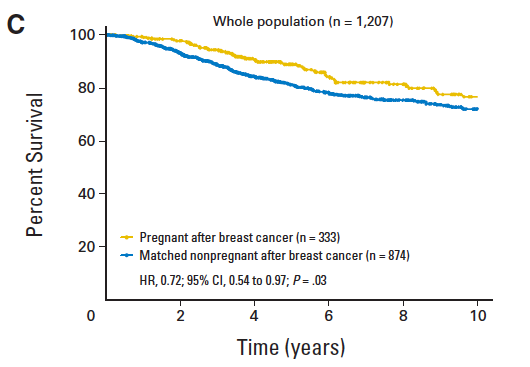 C
Whole population (n = 1,207)
Percent Survival
100
80
60
40
20
0
Pregnant after breast cancer (n = 333)
Matched nonpregnant after breast cancer (n = 874)
HR, 0.72; 95% CI, 0.54 to 0.97; P = .03
2 4 6 8 10
Time (years)